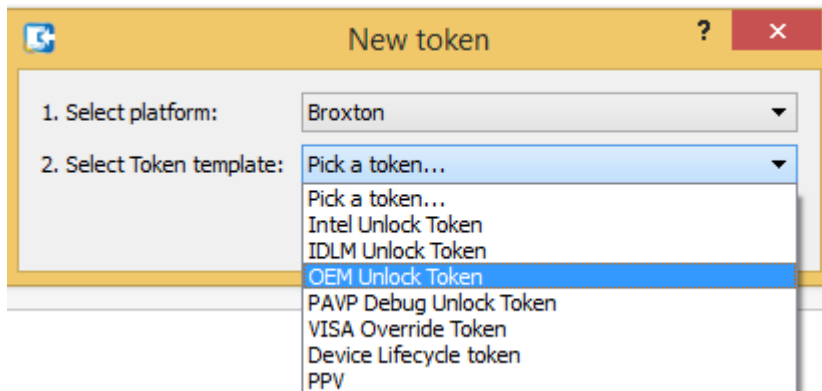 New token
?
×
1. Select platform: Broxton
2. Select Token template: Pick a token...
Pick a token...
Intel Unlock Token
IDLM Unlock Token
OEM Unlock Token
PAVP Debug Unlock Token
VISA Override Token
Device Lifecycle token
PPV